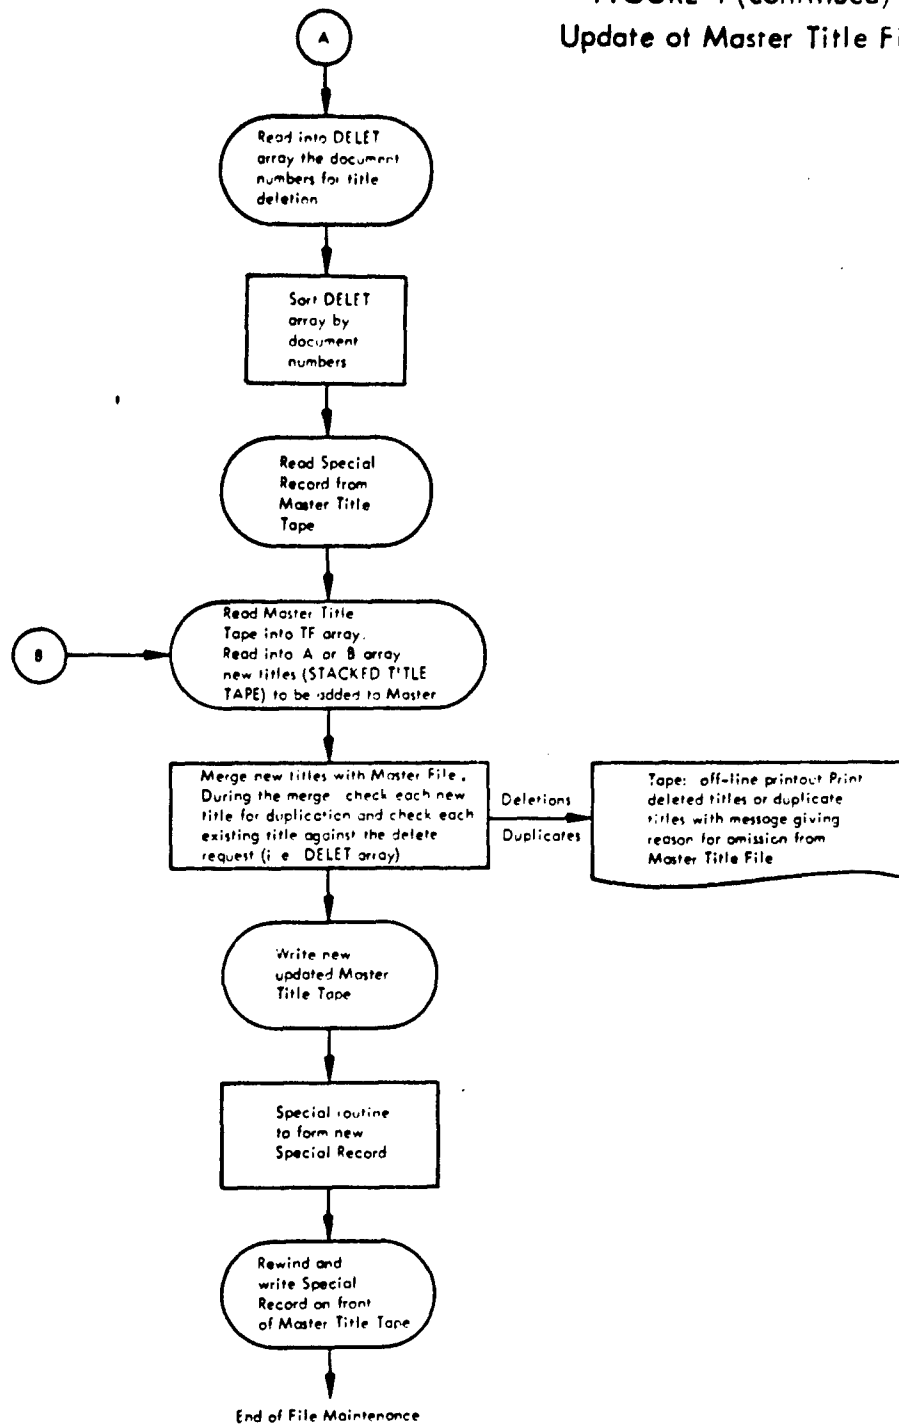 (Continued)
Update of Master Title
A
Read into DELET
array the document
numbers for title
deletion
Sort DELET
array by
document
numbers
Read Special
Record from
Master Title
Tape
Read Master Title
Tape into TF array.
Read into A or B array
new titles (STACKED TITLE
TAPE) to be added to Master
B
Merge new titles with Master File.
During the merge check each new
title for duplication and check each
existing title against the delete
request (i e DELET array)
Deletions
Duplicates
Tape: off-line printout Print
deleted titles or duplicate
titles with message giving
reason for omission from
Master Title File
Write new
updated Master
Title Tape
Special routine
to form new
Special Record
Rewind and
write Special
Record on front
of Master Title Tape
End of File Maintenance